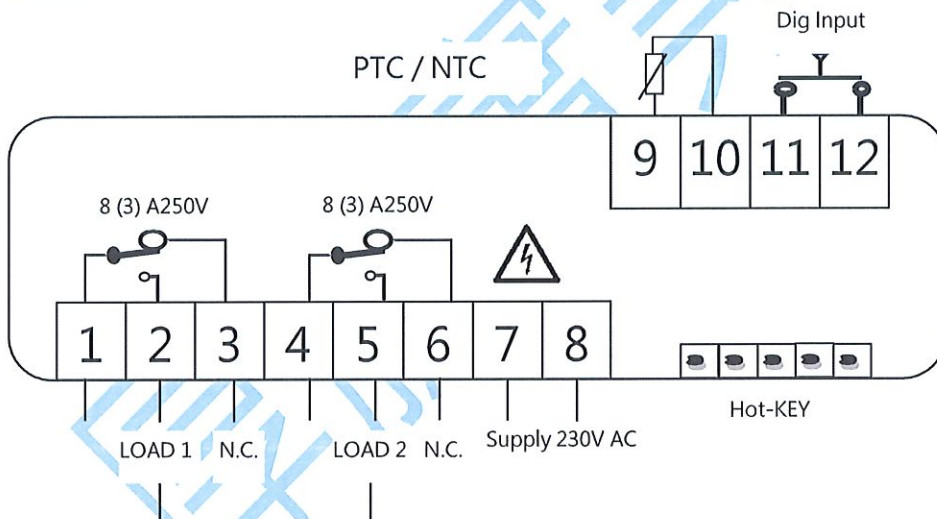 Dig Input
PTC / NTC
9 10 11 12
8 (3) A250V 8 (3) A250V
1 2 3 4 5 6 7 8
Hot-KEY
LOAD 1 N.C. LOAD 2 N.C. Supply 230V AC